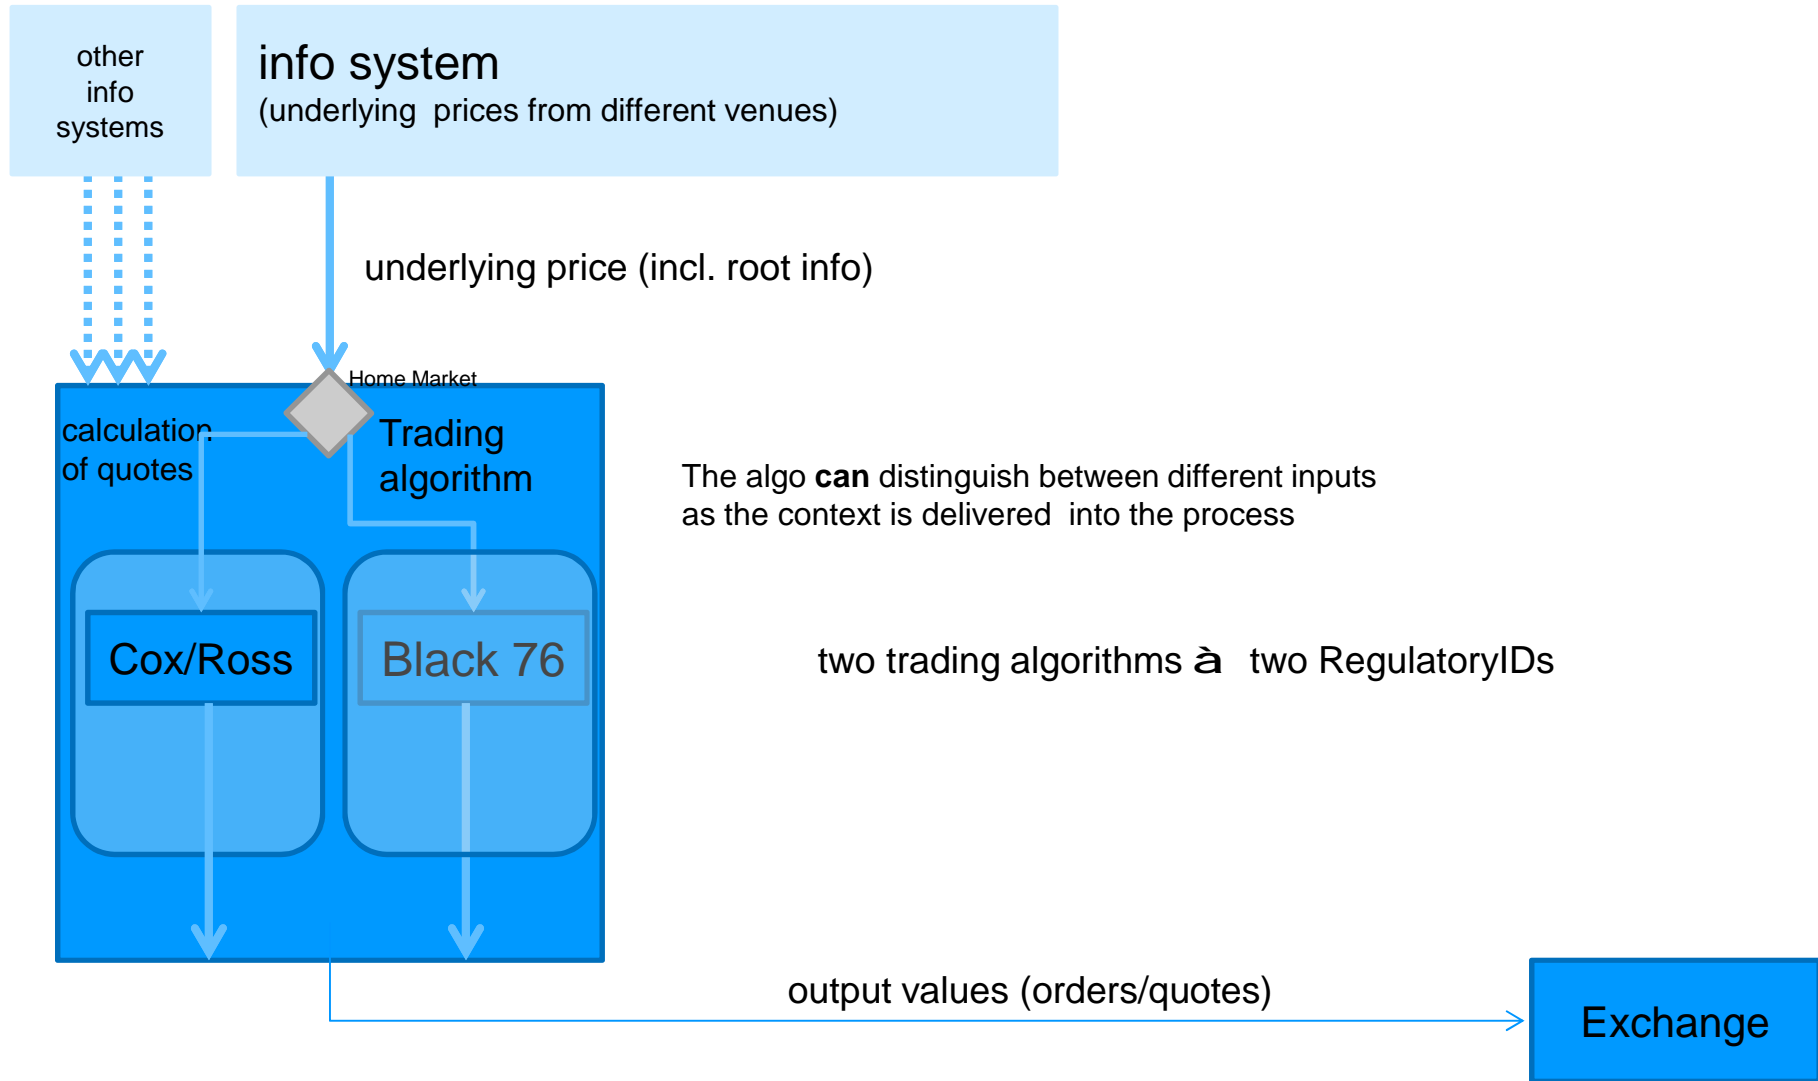 other
info
systems
info system
(underlying  prices from different venues)
underlying price (incl. root info)
Home Market
calculation
of quotes
Trading
algorithm
The algo can distinguish between different inputs
as the context is delivered  into the process
Cox/Ross
Black 76
two trading algorithms à two RegulatoryIDs
output values (orders/quotes)
Exchange